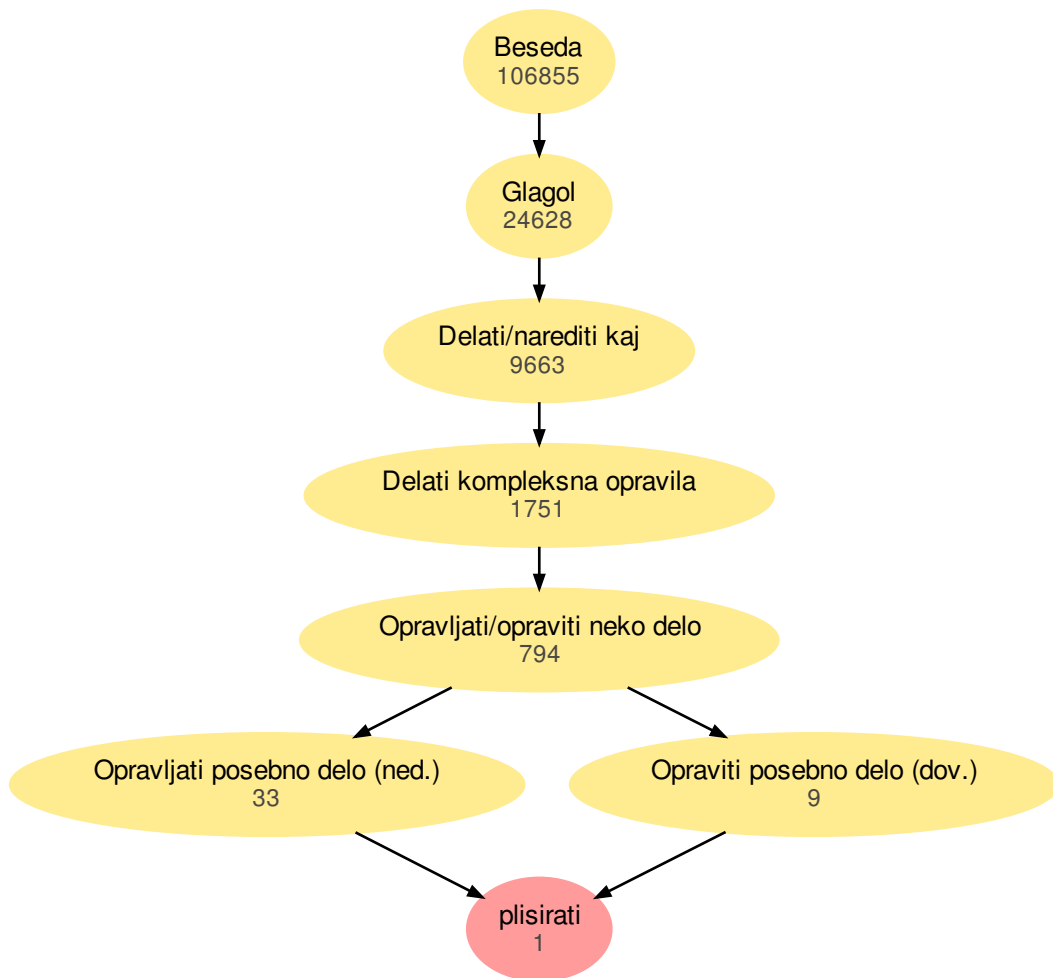 Beseda
106855
Glagol
24628
Delati/narediti kaj
9663
Delati kompleksna opravila
1751
Opravljati/opraviti neko delo
794
Opravljati posebno delo (ned.)
33
Opraviti posebno delo (dov.)
9
plisirati
1